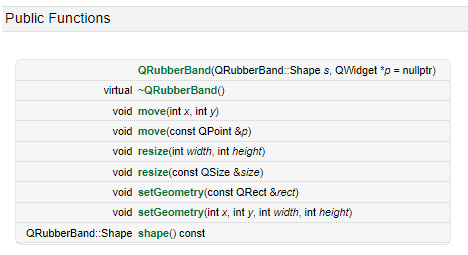 Public Functions
QRubberBand(QRubberBand::Shape s, QWidget *p = nullptr)
virtual ~QRubberBand()
void move(int x, int y)
void move(const QPoint &p)
void resize(int width, int height)
void resize(const QSize &size)
void setGeometry(const QRect &rect)
void setGeometry(int x, int y, int width, int height)
QRubberBand::Shape shape() const